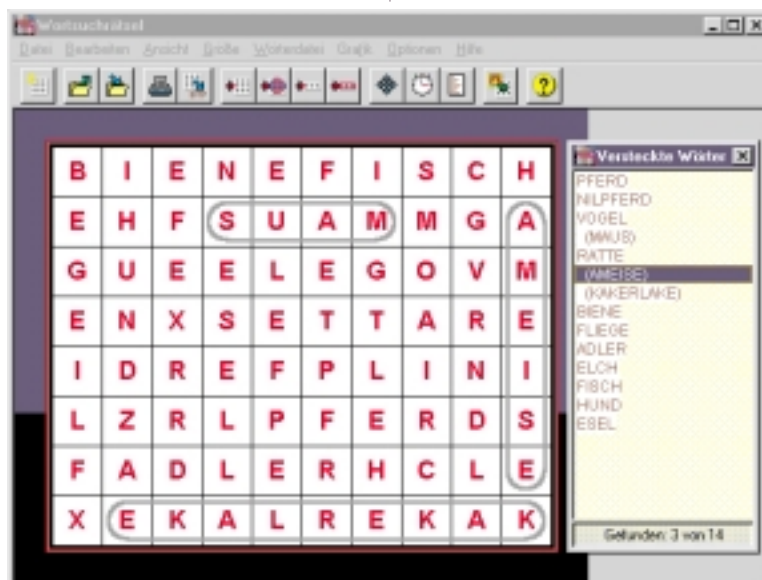 Wortsuchrätsel
Datei Bearbeiten Ansicht Größe Wörterdatei Grafik Optionen Hilfe
B I E N E F I S C H
E H F S U A M M G A
G U E E L E G O V M
E N X S E T T A R E
I D R E F P L I N I
L Z R L P F E R D S
F A D L E R H C L E
X E K A L R E K A K
Versteckte Wörter
PFERD
NILPFERD
VOGEL
(MAUS)
RATTE
(AMEISE)
(KAKERLAKE)
BIENE
FLIEGE
ADLER
ELCH
FISCH
HUND
ESEL
Gefunden: 3 von 14